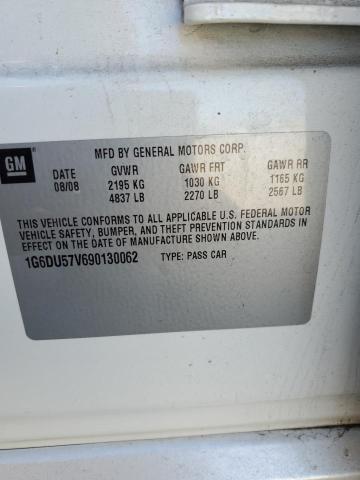 GM
MFD BY GENERAL MOTORS CORP.
DATE GVWR GAWR FRT GAWR RR
08/08 2195 KG 1030 KG 1165 KG
4837 LB 2270 LB 2567 LB
THIS VEHICLE CONFORMS TO ALL APPLICABLE U.S. FEDERAL MOTOR
VEHICLE SAFETY, BUMPER, AND THEFT PREVENTION STANDARDS IN
EFFECT ON THE DATE OF MANUFACTURE SHOWN ABOVE.
1G6DU57V690130062 TYPE: PASS CAR